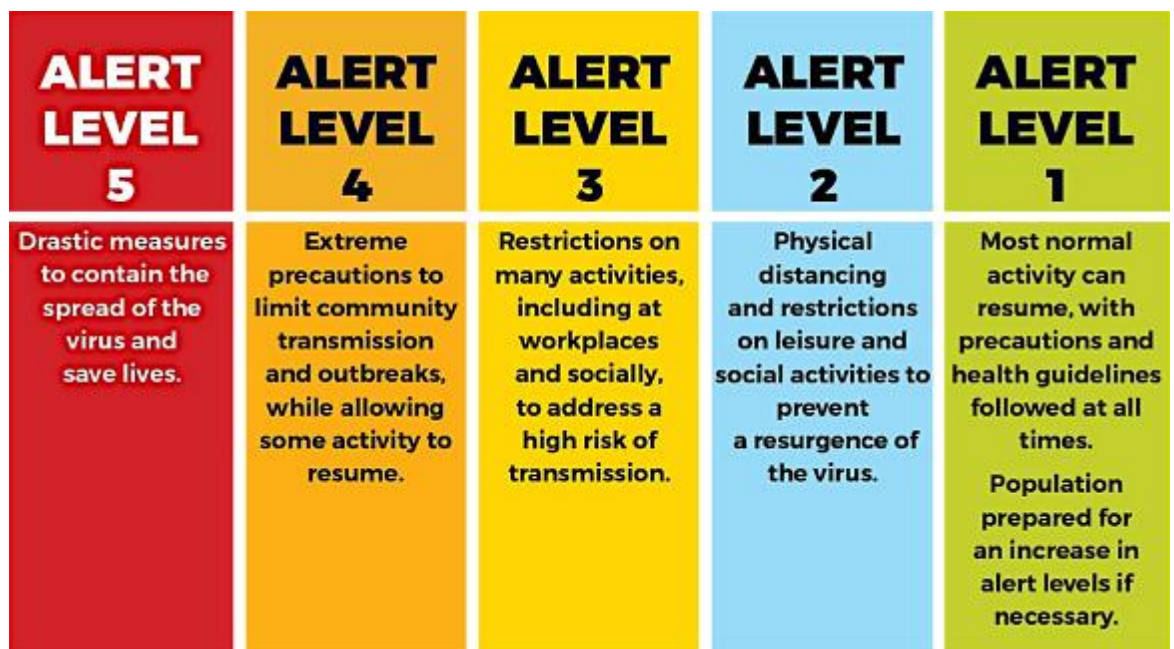 ALERT
LEVEL
5
Drastic measures
to contain the
spread of the
virus and
save lives.
ALERT
LEVEL
4
Extreme
precautions to
limit community
transmission
and outbreaks,
while allowing
some activity to
resume.
ALERT
LEVEL
3
Restrictions on
many activities,
including at
workplaces
and socially,
to address a
high risk of
transmission.
ALERT
LEVEL
2
Physical
distancing
and restrictions
on leisure and
social activities to
prevent
a resurgence of
the virus.
ALERT
LEVEL
1
Most normal
activity can
resume, with
precautions and
health guidelines
followed at all
times.
Population
prepared for
an increase in
alert levels if
necessary.